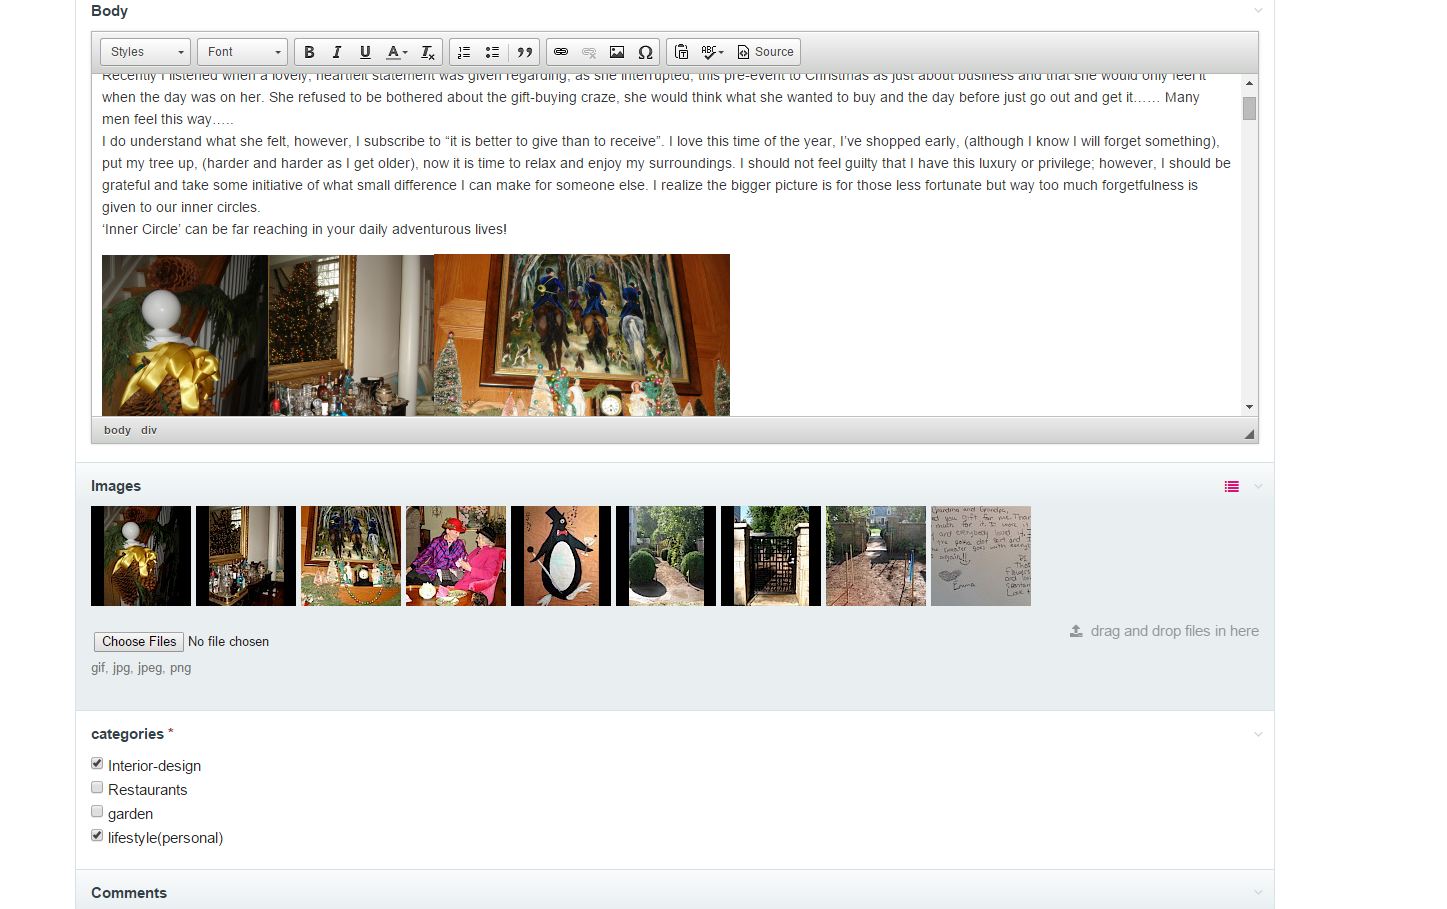 Body
Styles Font B I U A Tx Source
Recently I listened when a lovely, heartfelt statement was given regarding, as she interrupted, this pre-event to Christmas as just about business and that she would only feel it
when the day was on her. She refused to be bothered about the gift-buying craze, she would think what she wanted to buy and the day before just go out and get it…… Many
men feel this way…..
I do understand what she felt, however, I subscribe to “it is better to give than to receive”. I love this time of the year, I’ve shopped early, (although I know I will forget something),
put my tree up, (harder and harder as I get older), now it is time to relax and enjoy my surroundings. I should not feel guilty that I have this luxury or privilege; however, I should be
grateful and take some initiative of what small difference I can make for someone else. I realize the bigger picture is for those less fortunate but way too much forgetfulness is
given to our inner circles.
‘Inner Circle’ can be far reaching in your daily adventurous lives!
body div
Images
Grandma and Grandpa,
Emma
drag and drop files in here
Choose Files No file chosen
gif, jpg, jpeg, png
categories *
Interior-design
Restaurants
garden
lifestyle(personal)
Comments